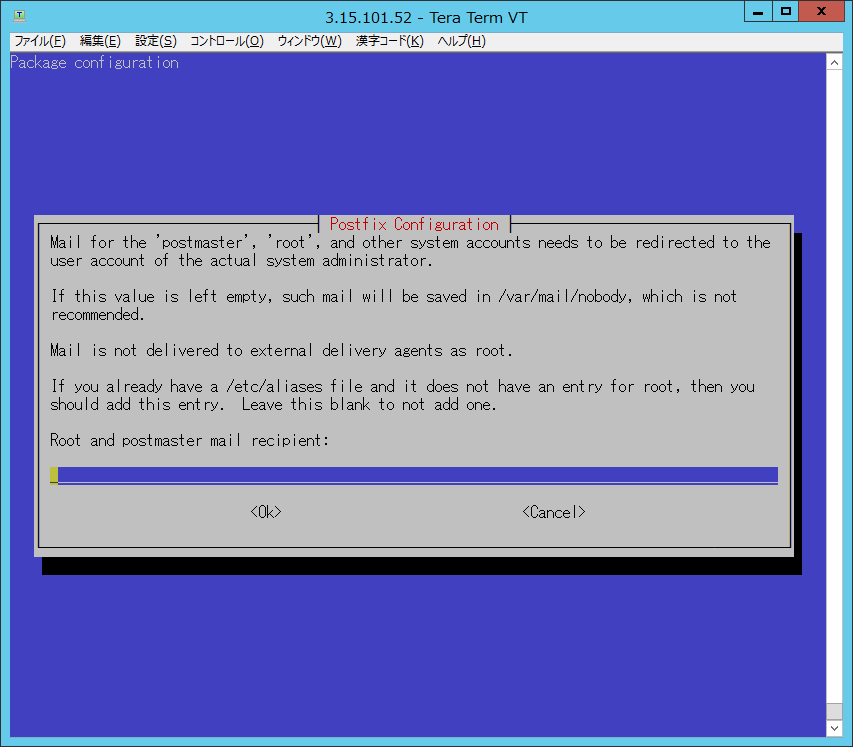 3.15.101.52 - Tera Term VT
ファイル(F) 編集(E) 設定(S) コントロール(O) ウィンドウ(W) 漢字コード(K) ヘルプ(H)
Package configuration
Postfix Configuration
Mail for the 'postmaster', 'root', and other system accounts needs to be redirected to the
user account of the actual system administrator.
If this value is left empty, such mail will be saved in /var/mail/nobody, which is not
recommended.
Mail is not delivered to external delivery agents as root.
If you already have a /etc/aliases file and it does not have an entry for root, then you
should add this entry.  Leave this blank to not add one.
Root and postmaster mail recipient:
<Ok> <Cancel>